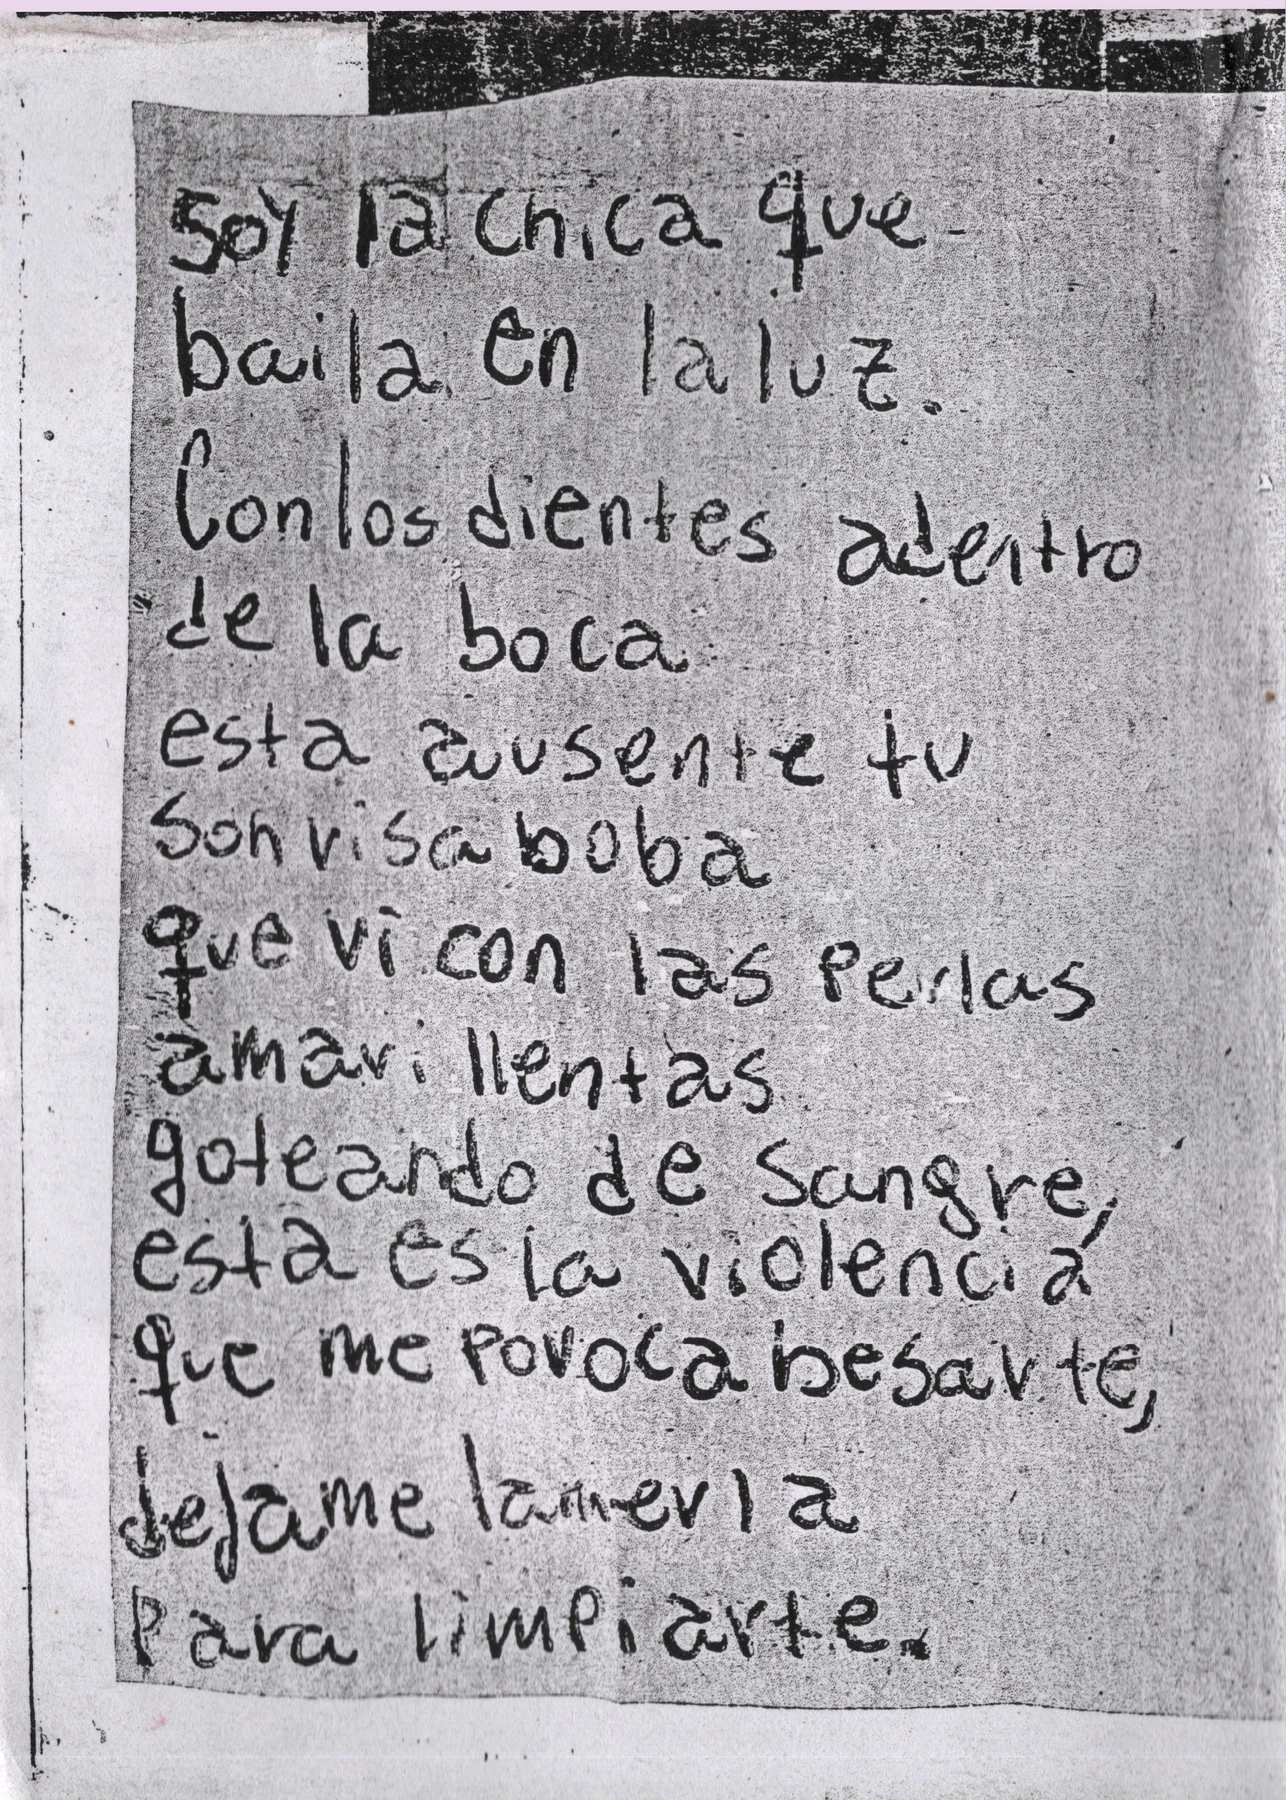 soy la chica que
baila en la luz.
Con los dientes adentro
de la boca
esta auusente tu
sonrisa boba
que vi con las perlas
amarillentas
goteando de sangre,
esta es la violencia
que me povoca besarte,
dejame lamerla
para limpiarte.